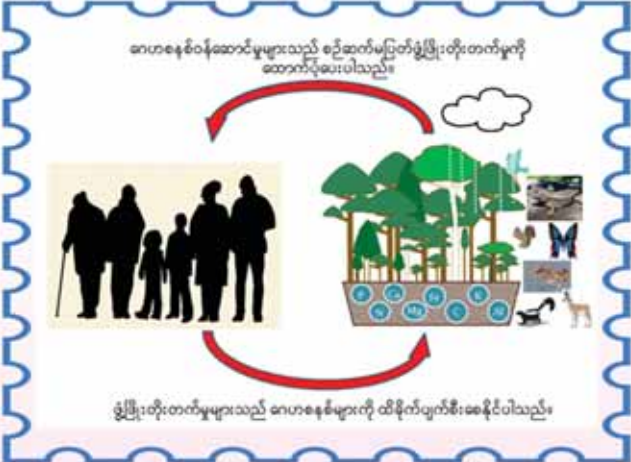 ဂေဟစနစ်ဝန်ဆောင်မှုများသည် စဉ်ဆက်မပြတ်ဖွံ့ဖြိုးတိုးတက်မှုကို
ထောက်ပံ့ပေးပါသည်။
P
Ca
K
N
Mg
C
Al
ဖွံ့ဖြိုးတိုးတက်မှုများသည် ဂေဟစနစ်များကို ထိခိုက်ပျက်စီးစေနိုင်ပါသည်။